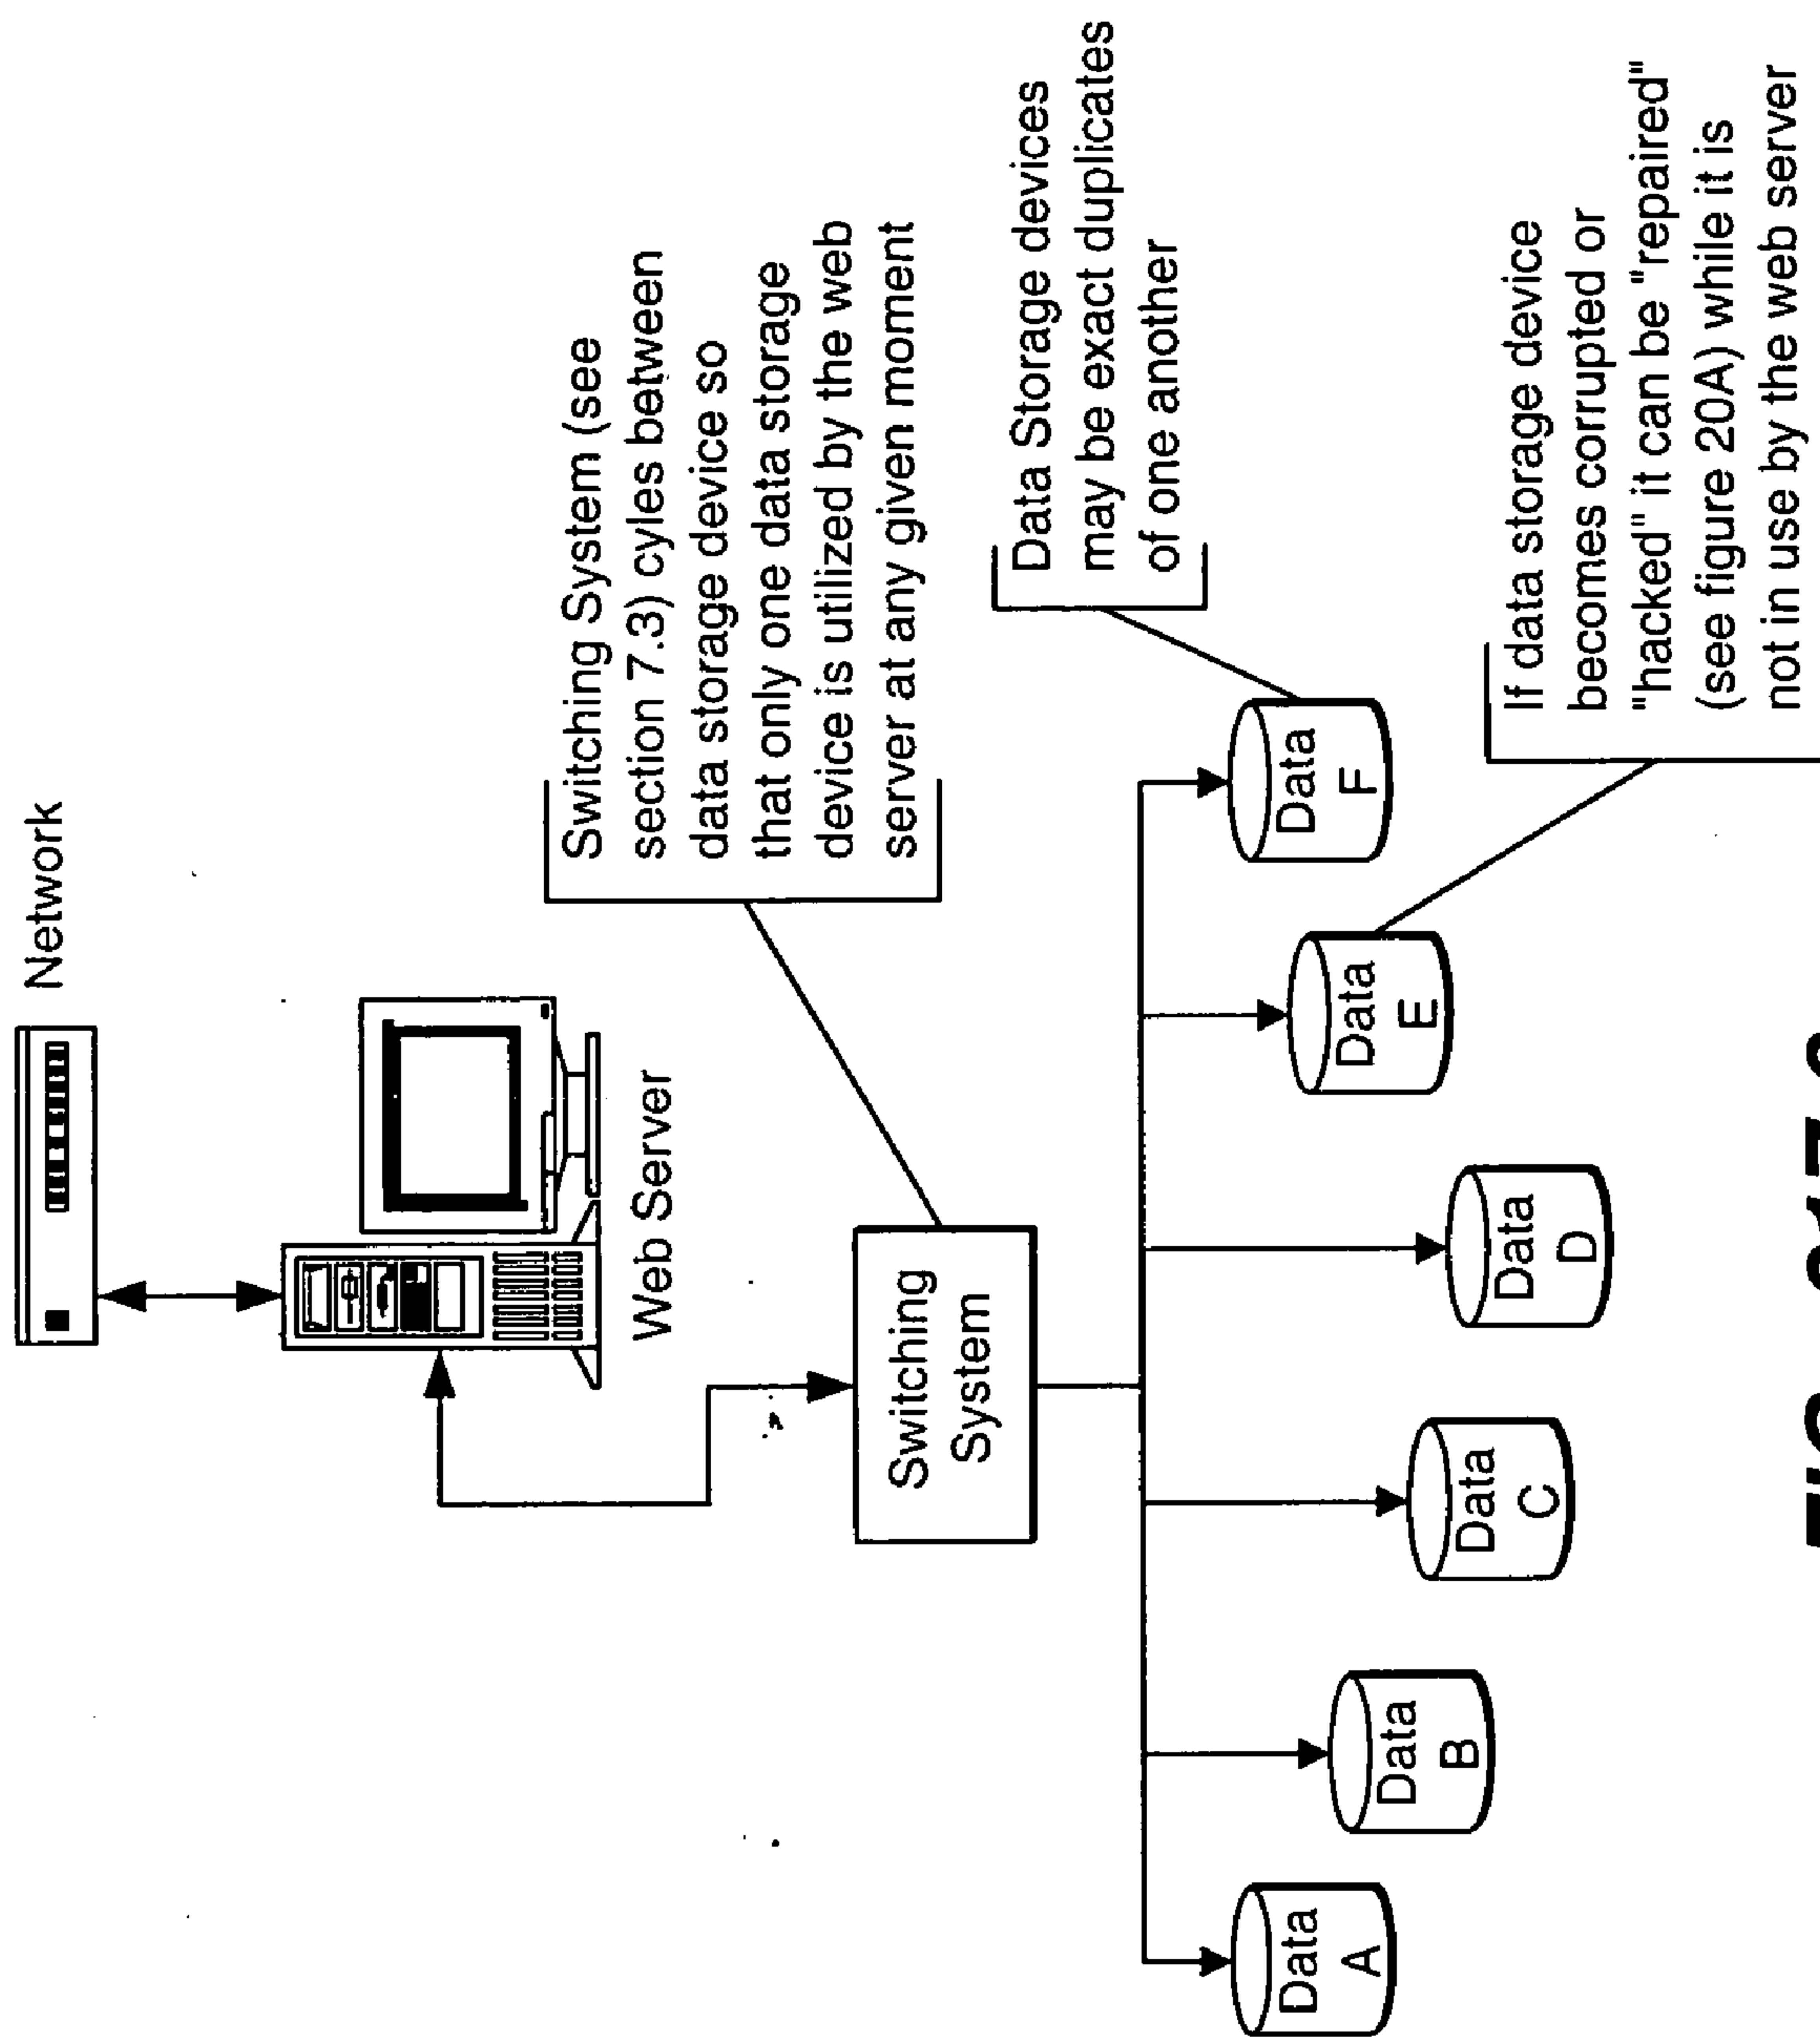 Network
Web Server
Switching System (see
section 7.3) cyles between
data storage device so
that only one data storage
device is utilized by the web
server at any given moment
Switching
System
Data Storage devices
may be exact duplicates
of one another
If data storage device
becomes corrupted or
"hacked" it can be "repaired"
(see figure 20A) while it is
not in use by the web server
Data
A
Data
B
Data
C
Data
D
Data
E
Data
F